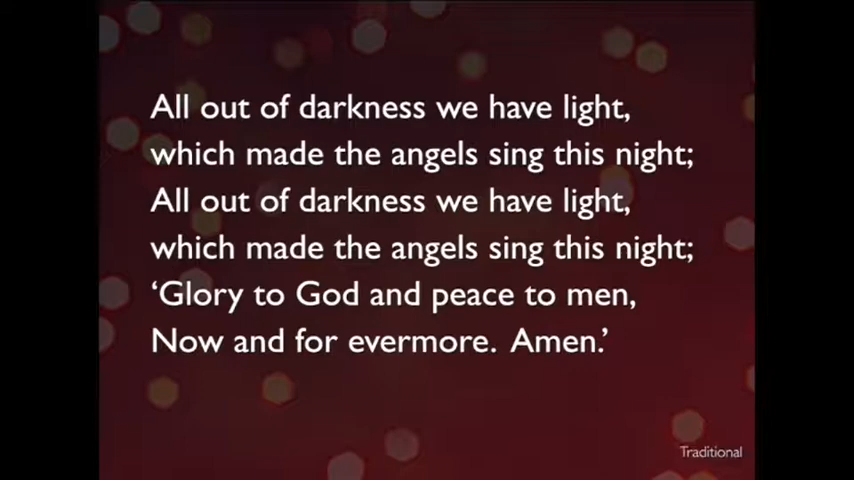 All out of darkness we have light,
which made the angels sing this night;
All out of darkness we have light,
which made the angels sing this night;
‘Glory to God and peace to men,
Now and for evermore. Amen.’
Traditional